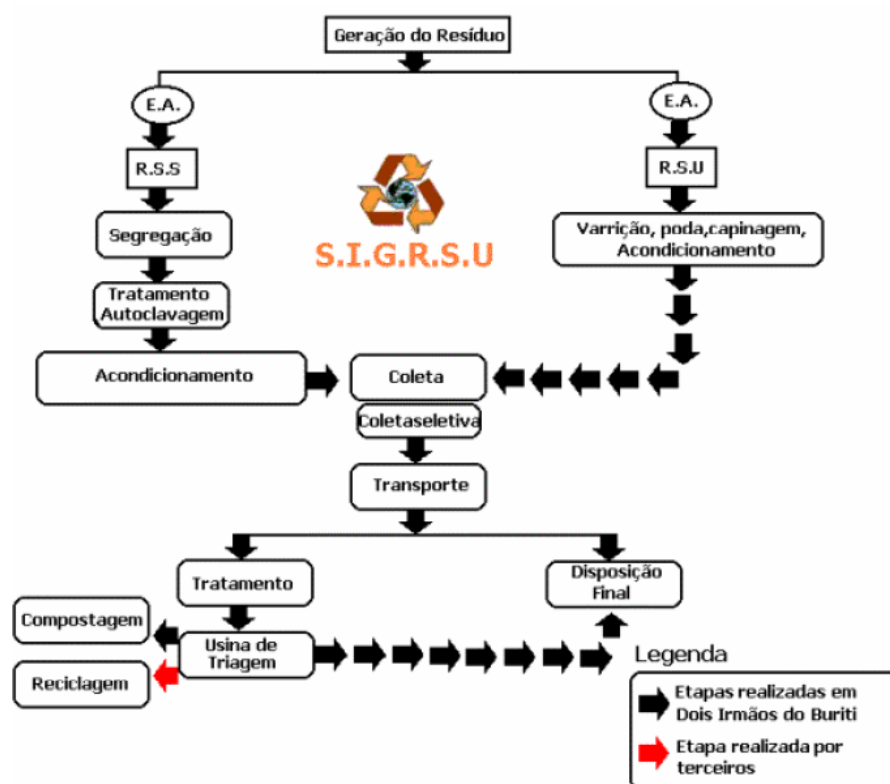 Geração do Resíduo
E.A.
E.A.
R.S.S
R.S.U
Segregação
Varrição, poda,capinagem,
Acondicionamento
S.I.G.R.S.U
Tratamento
Autoclavagem
Acondicionamento
Coleta
Coletaseletiva
Transporte
Tratamento
Disposição
Final
Compostagem
Usina de
Triagem
Reciclagem
Legenda
Etapas realizadas em
Dois Irmãos do Buriti
Etapa realizada por
terceiros